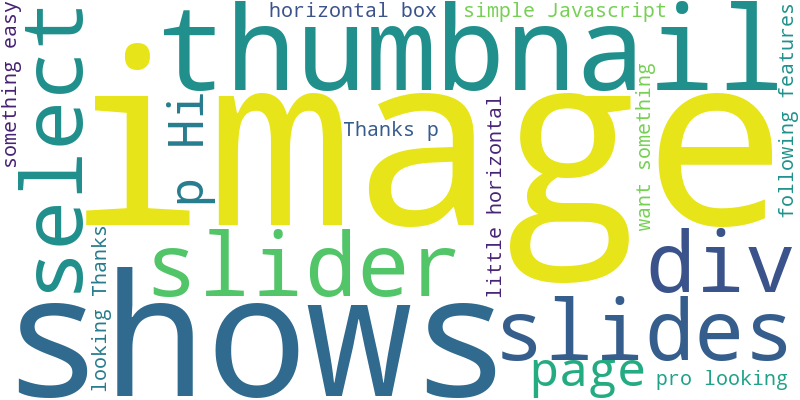 something easy
select
thumbnail
horizontal box
simple Javascript
following features
image
p Hi
Thanks p
little horizontal
want something
looking Thanks
slider
div
shows
slides
page
pro looking